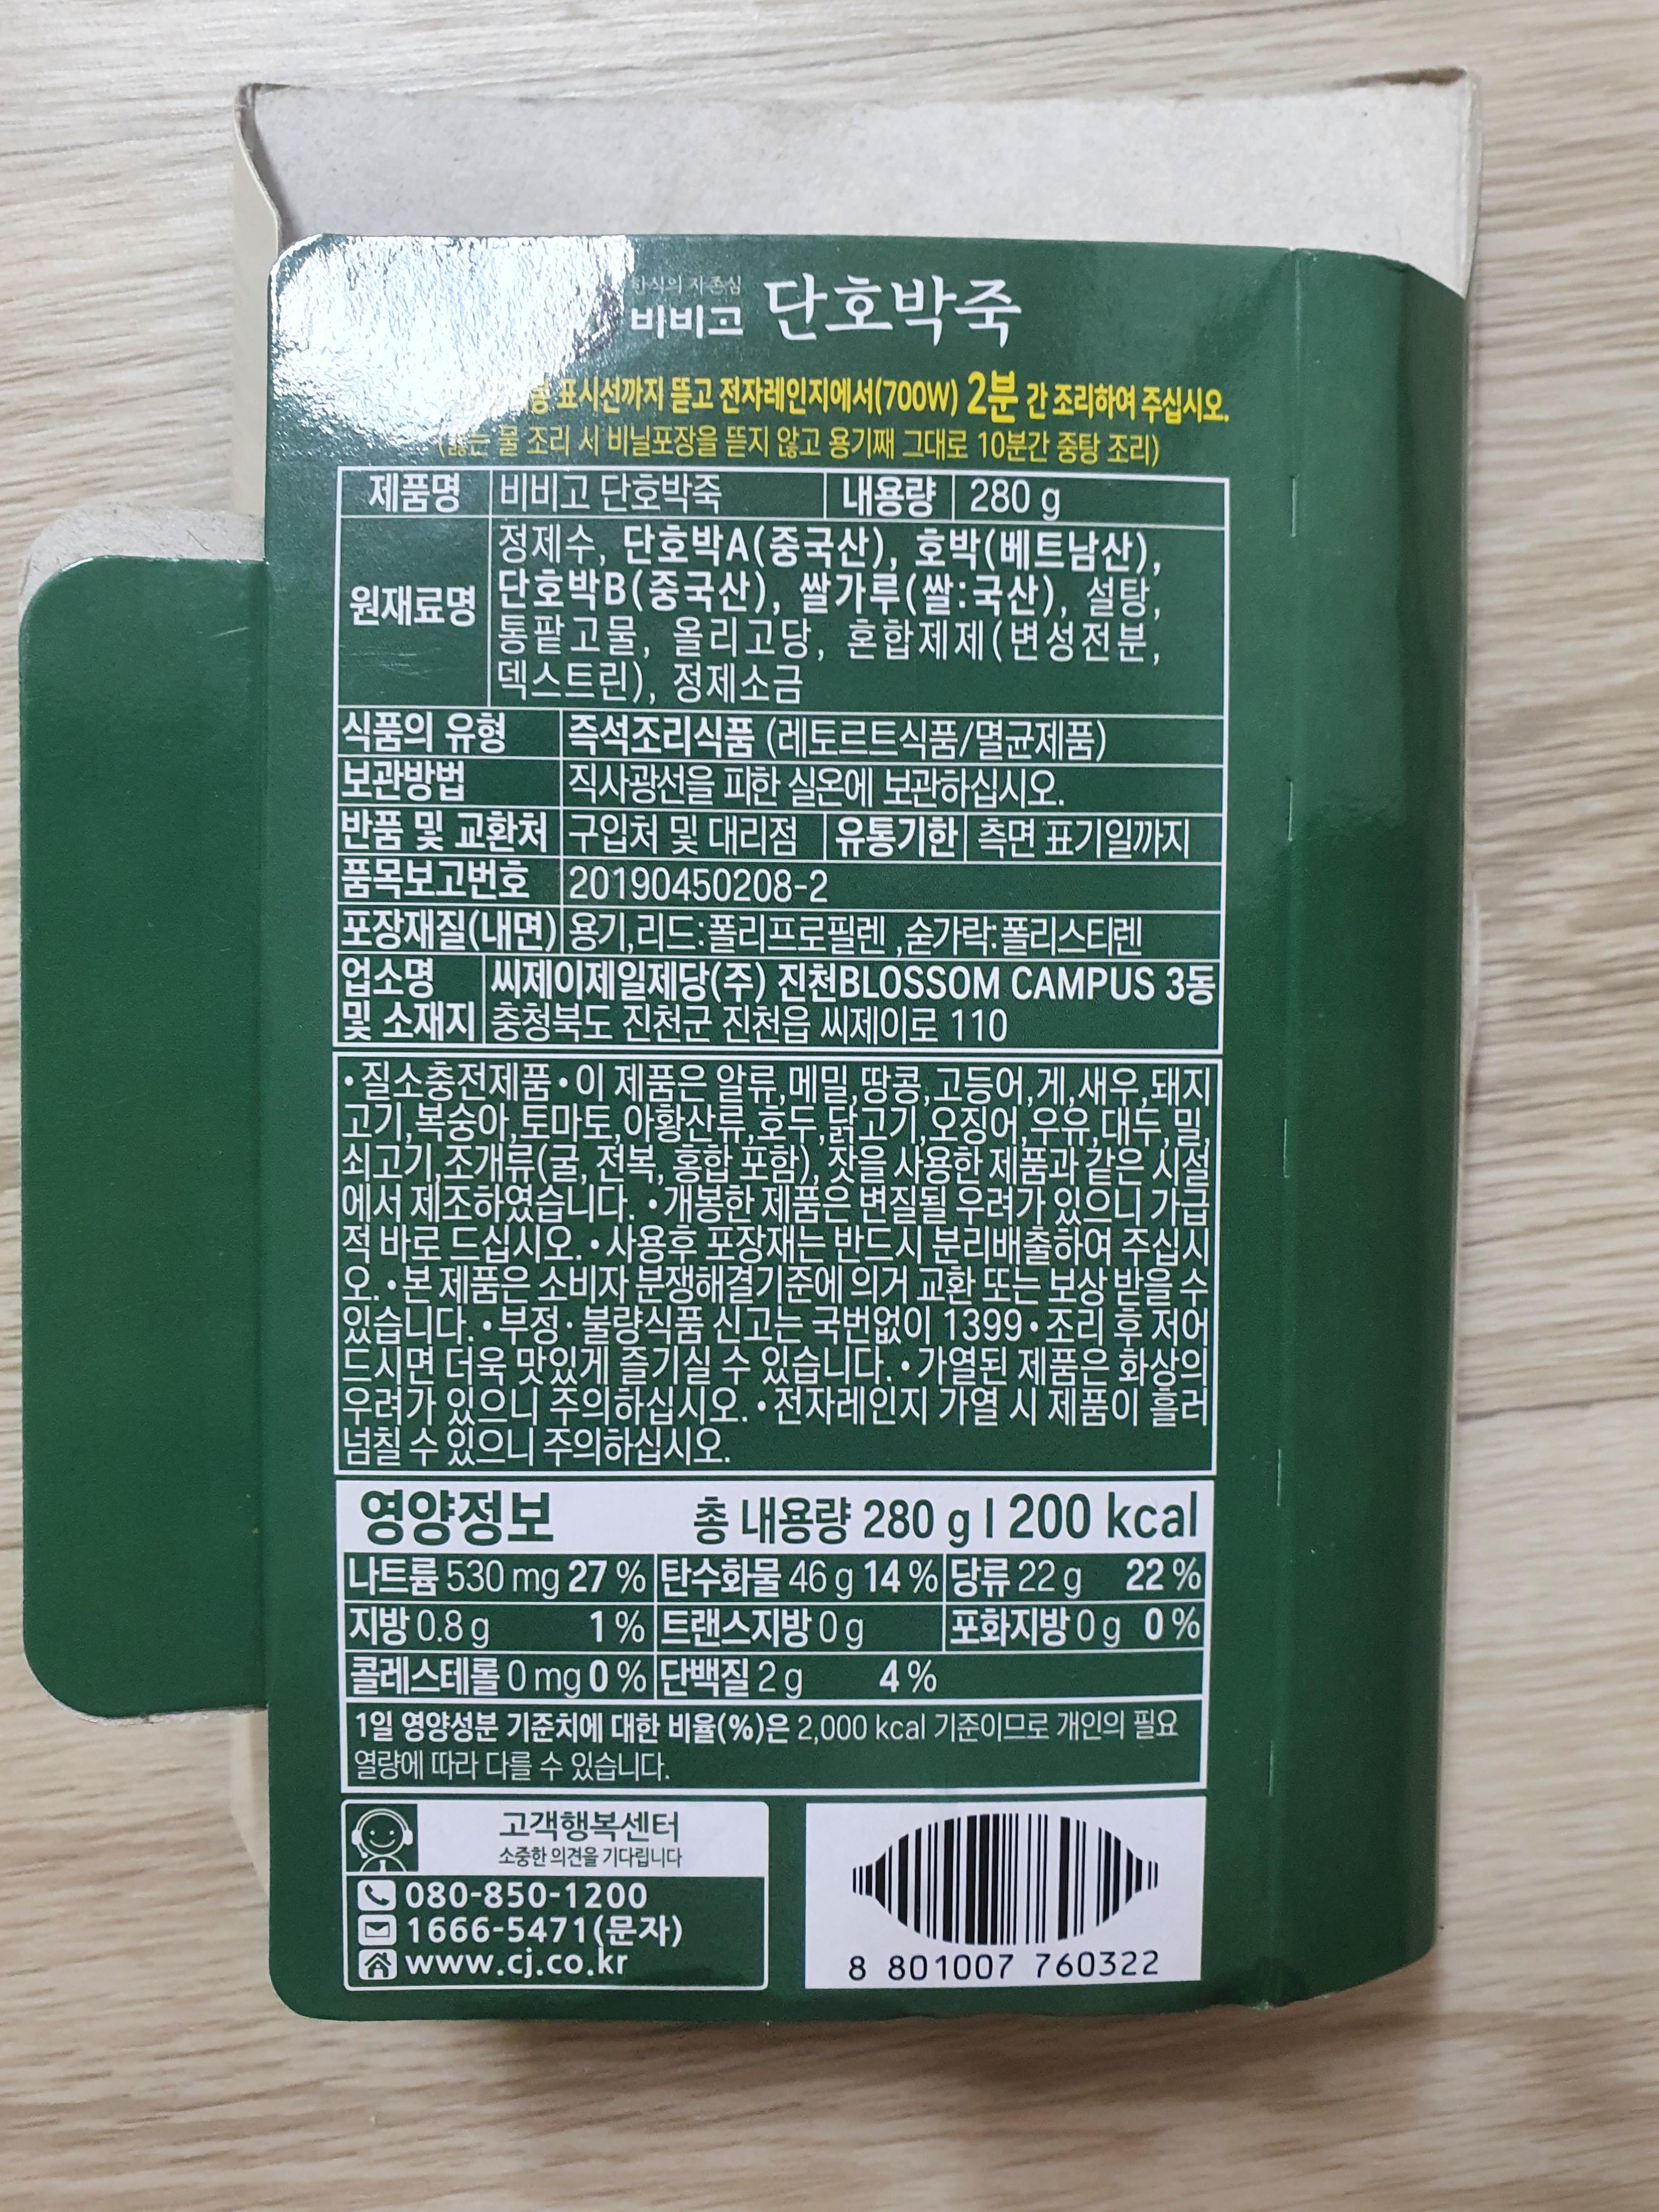 한식의 자존심
비비고 단호박죽
표시선까지 뜯고 전자레인지에서(700W) 2분 간 조리하여 주십시오.
(끓는 물 조리 시 비닐포장을 뜯지 않고 용기째 그대로 10분간 중탕 조리)
제품명 비비고 단호박죽 내용량 280 g
원재료명 정제수, 단호박A(중국산), 호박(베트남산),
단호박B(중국산), 쌀가루(쌀:국산), 설탕,
통팥고물, 올리고당, 혼합제제(변성전분,
덱스트린), 정제소금
식품의 유형 즉석조리식품 (레토르트식품/멸균제품)
보관방법 직사광선을 피한 실온에 보관하십시오.
반품 및 교환처 구입처 및 대리점 유통기한 측면 표기일까지
품목보고번호 20190450208-2
포장재질(내면) 용기,리드:폴리프로필렌 ,숟가락:폴리스티렌
업소명 씨제이제일제당(주) 진천BLOSSOM CAMPUS 3동
및 소재지 충청북도 진천군 진천읍 씨제이로 110
•질소충전제품•이 제품은 알류,메밀,땅콩,고등어,게,새우,돼지
고기,복숭아,토마토,아황산류,호두,닭고기,오징어,우유,대두,밀,
쇠고기,조개류(굴, 전복, 홍합 포함), 잣을 사용한 제품과 같은 시설
에서 제조하였습니다. •개봉한 제품은 변질될 우려가 있으니 가급
적 바로 드십시오.•사용후 포장재는 반드시 분리배출하여 주십시
오.•본 제품은 소비자 분쟁해결기준에 의거 교환 또는 보상 받을 수
있습니다.•부정·불량식품 신고는 국번없이 1399•조리 후 저어
드시면 더욱 맛있게 즐기실 수 있습니다.•가열된 제품은 화상의
우려가 있으니 주의하십시오.•전자레인지 가열 시 제품이 흘러
넘칠 수 있으니 주의하십시오.
영양정보 총 내용량 280 g | 200 kcal
나트륨 530 mg 27 % 탄수화물 46 g 14 % 당류 22 g 22 %
지방 0.8 g 1 % 트랜스지방 0 g 포화지방 0 g 0 %
콜레스테롤 0 mg 0 % 단백질 2 g 4 %
1일 영양성분 기준치에 대한 비율(%)은 2,000 kcal 기준이므로 개인의 필요
열량에 따라 다를 수 있습니다.
고객행복센터
소중한 의견을 기다립니다
080-850-1200
1666-5471(문자)
www.cj.co.kr
8 801007 760322